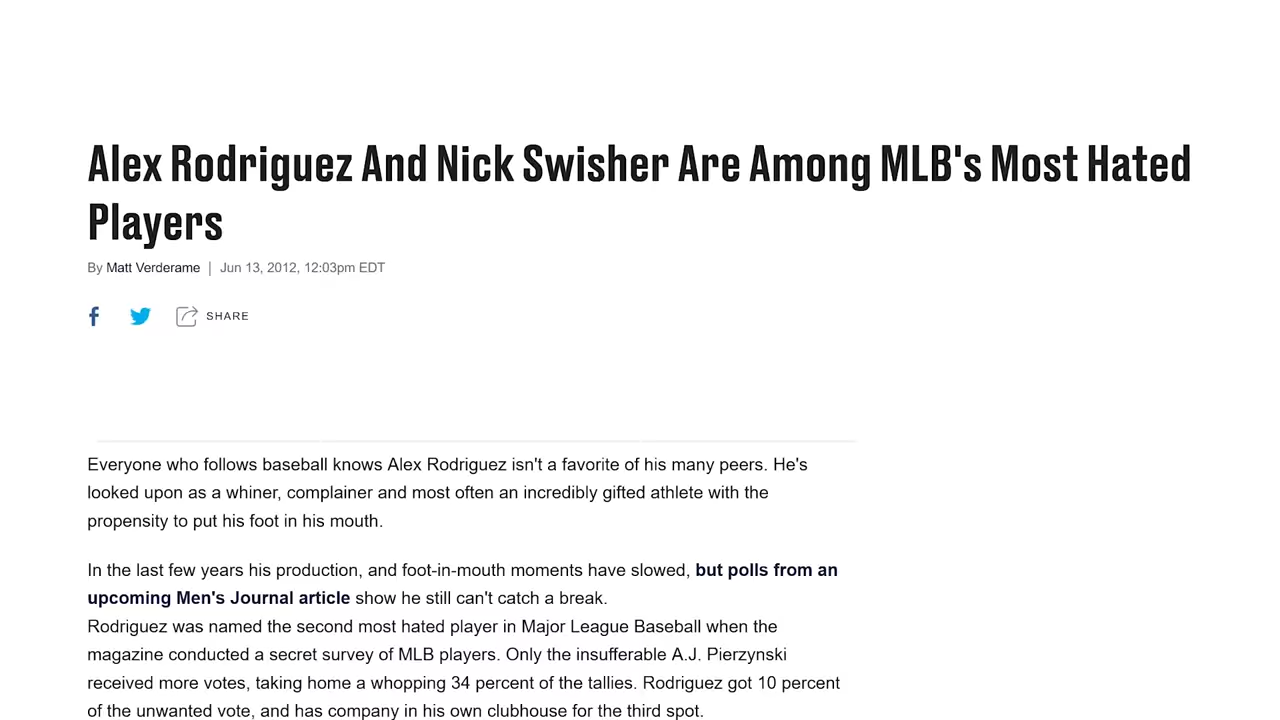 Alex Rodriguez And Nick Swisher Are Among MLB's Most Hated
Players
By Matt Verderame | Jun 13, 2012, 12:03pm EDT
SHARE
Everyone who follows baseball knows Alex Rodriguez isn't a favorite of his many peers. He's
looked upon as a whiner, complainer and most often an incredibly gifted athlete with the
propensity to put his foot in his mouth.
In the last few years his production, and foot-in-mouth moments have slowed, but polls from an
upcoming Men's Journal article show he still can't catch a break.
Rodriguez was named the second most hated player in Major League Baseball when the
magazine conducted a secret survey of MLB players. Only the insufferable A.J. Pierzynski
received more votes, taking home a whopping 34 percent of the tallies. Rodriguez got 10 percent
of the unwanted vote, and has company in his own clubhouse for the third spot.